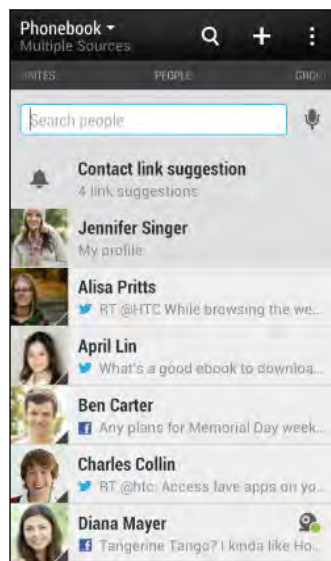 Phonebook
Multiple Sources
PEOPLE
Search people
Contact link suggestion
4 link suggestions
Jennifer Singer
My profile
Alisa Pritts
RT @HTC While browsing the we...
April Lin
What's a good ebook to downloa...
Ben Carter
Any plans for Memorial Day week...
Charles Collin
RT @htc: Access fave apps on yo...
Diana Mayer
Tangerine Tango? I kinda like Ho...